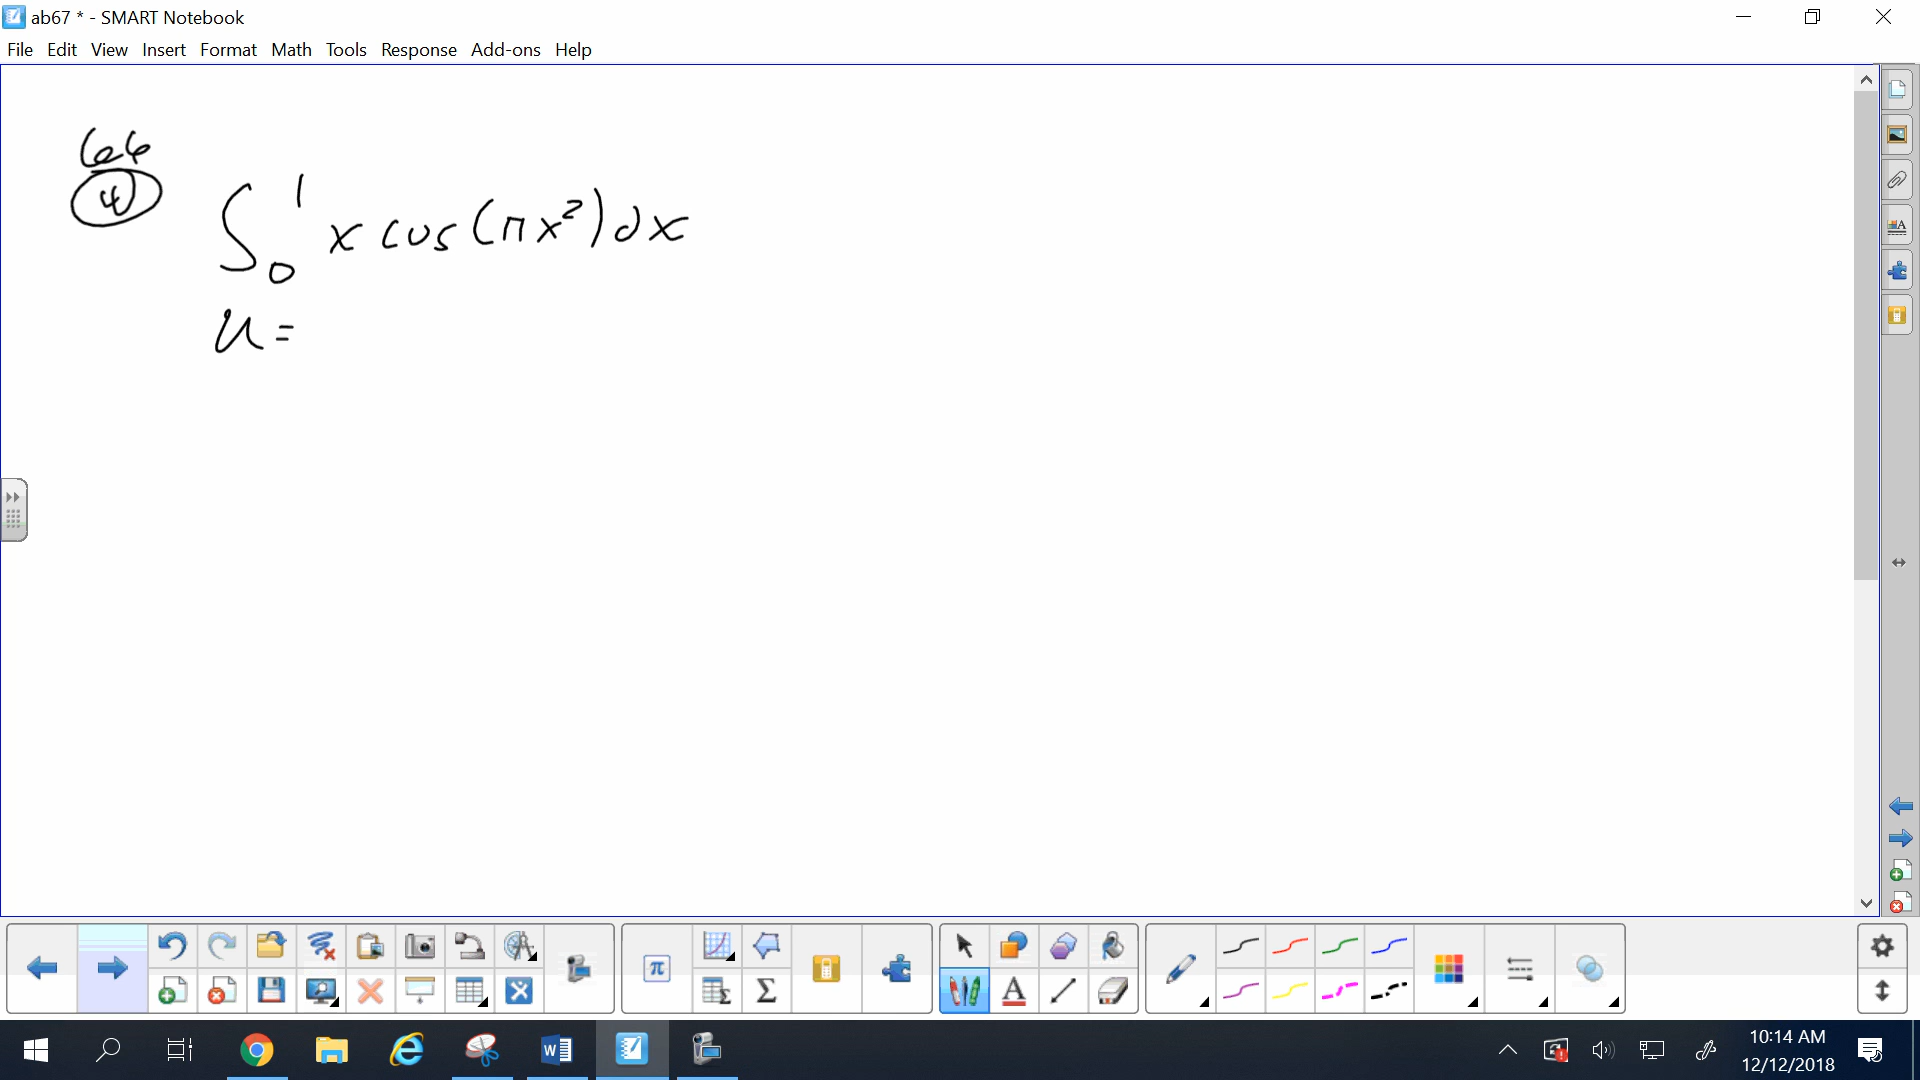 ab67 * - SMART Notebook
File Edit View Insert Format Math Tools Response Add-ons Help
66
4
∫₀¹ x cos(πx²)dx
u=
10:14 AM
12/12/2018